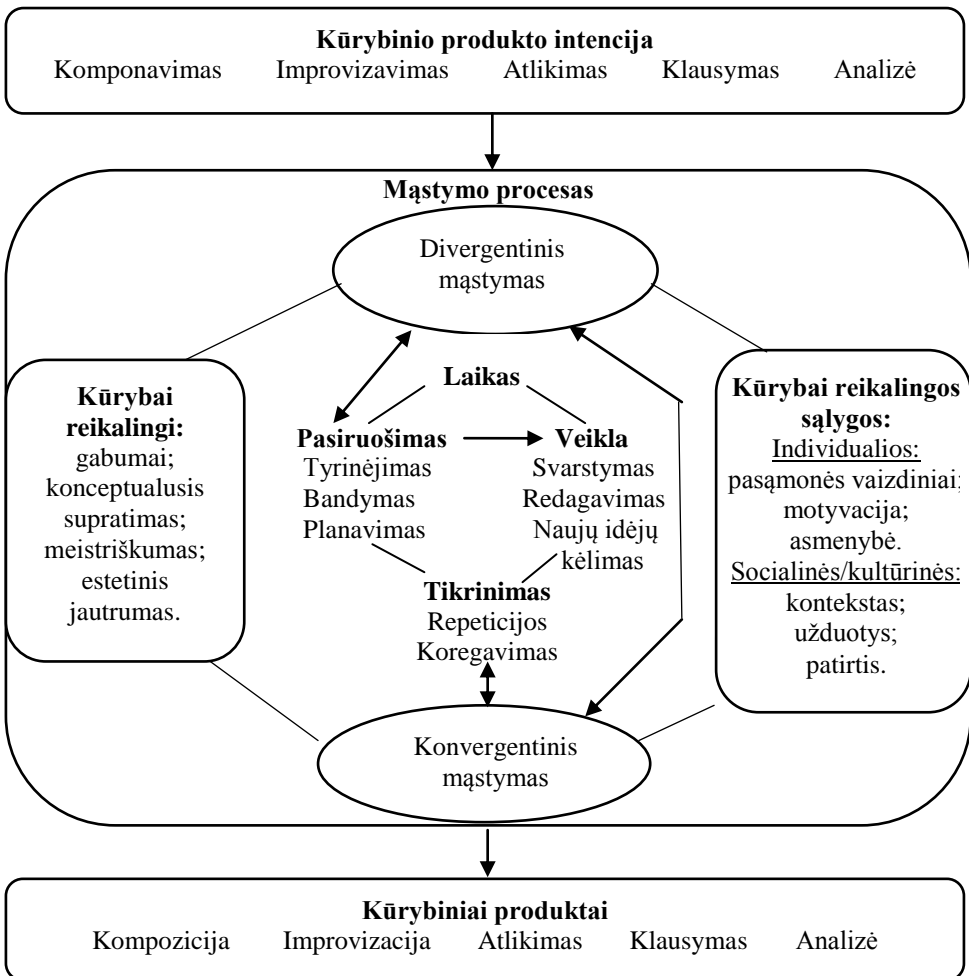 Kūrybinio produkto intencija
Komponavimas Improvizavimas Atlikimas Klausymas Analizė
Mąstymo procesas
Divergentinis
mąstymas
Kūrybai
reikalingi:
gabumai;
konceptualusis
supratimas;
meistriškumas;
estetinis
jautrumas.
Laikas
Pasiruošimas
Tyrinėjimas
Bandymas
Planavimas
Veikla
Svarstymas
Redagavimas
Naujų idėjų
kėlimas
Tikrinimas
Repeticijos
Koregavimas
Kūrybai reikalingos
sąlygos:
Individualios:
pasąmonės vaizdiniai;
motyvacija;
asmenybė.
Socialinės/kultūrinės:
kontekstas;
užduotys;
patirtis.
Konvergentinis
mąstymas
Kūrybiniai produktai
Kompozicija Improvizacija Atlikimas Klausymas Analizė